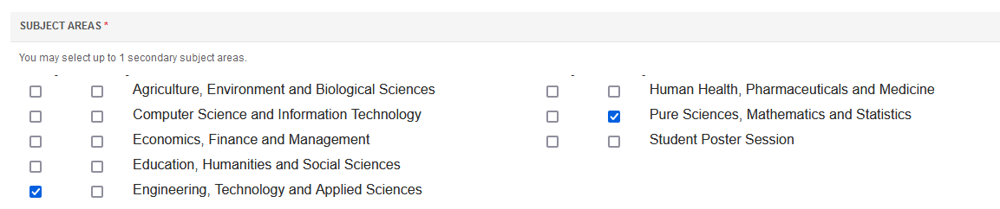 SUBJECT AREAS *
You may select up to 1 secondary subject areas.
Agriculture, Environment and Biological Sciences
Computer Science and Information Technology
Economics, Finance and Management
Education, Humanities and Social Sciences
Engineering, Technology and Applied Sciences
Human Health, Pharmaceuticals and Medicine
Pure Sciences, Mathematics and Statistics
Student Poster Session